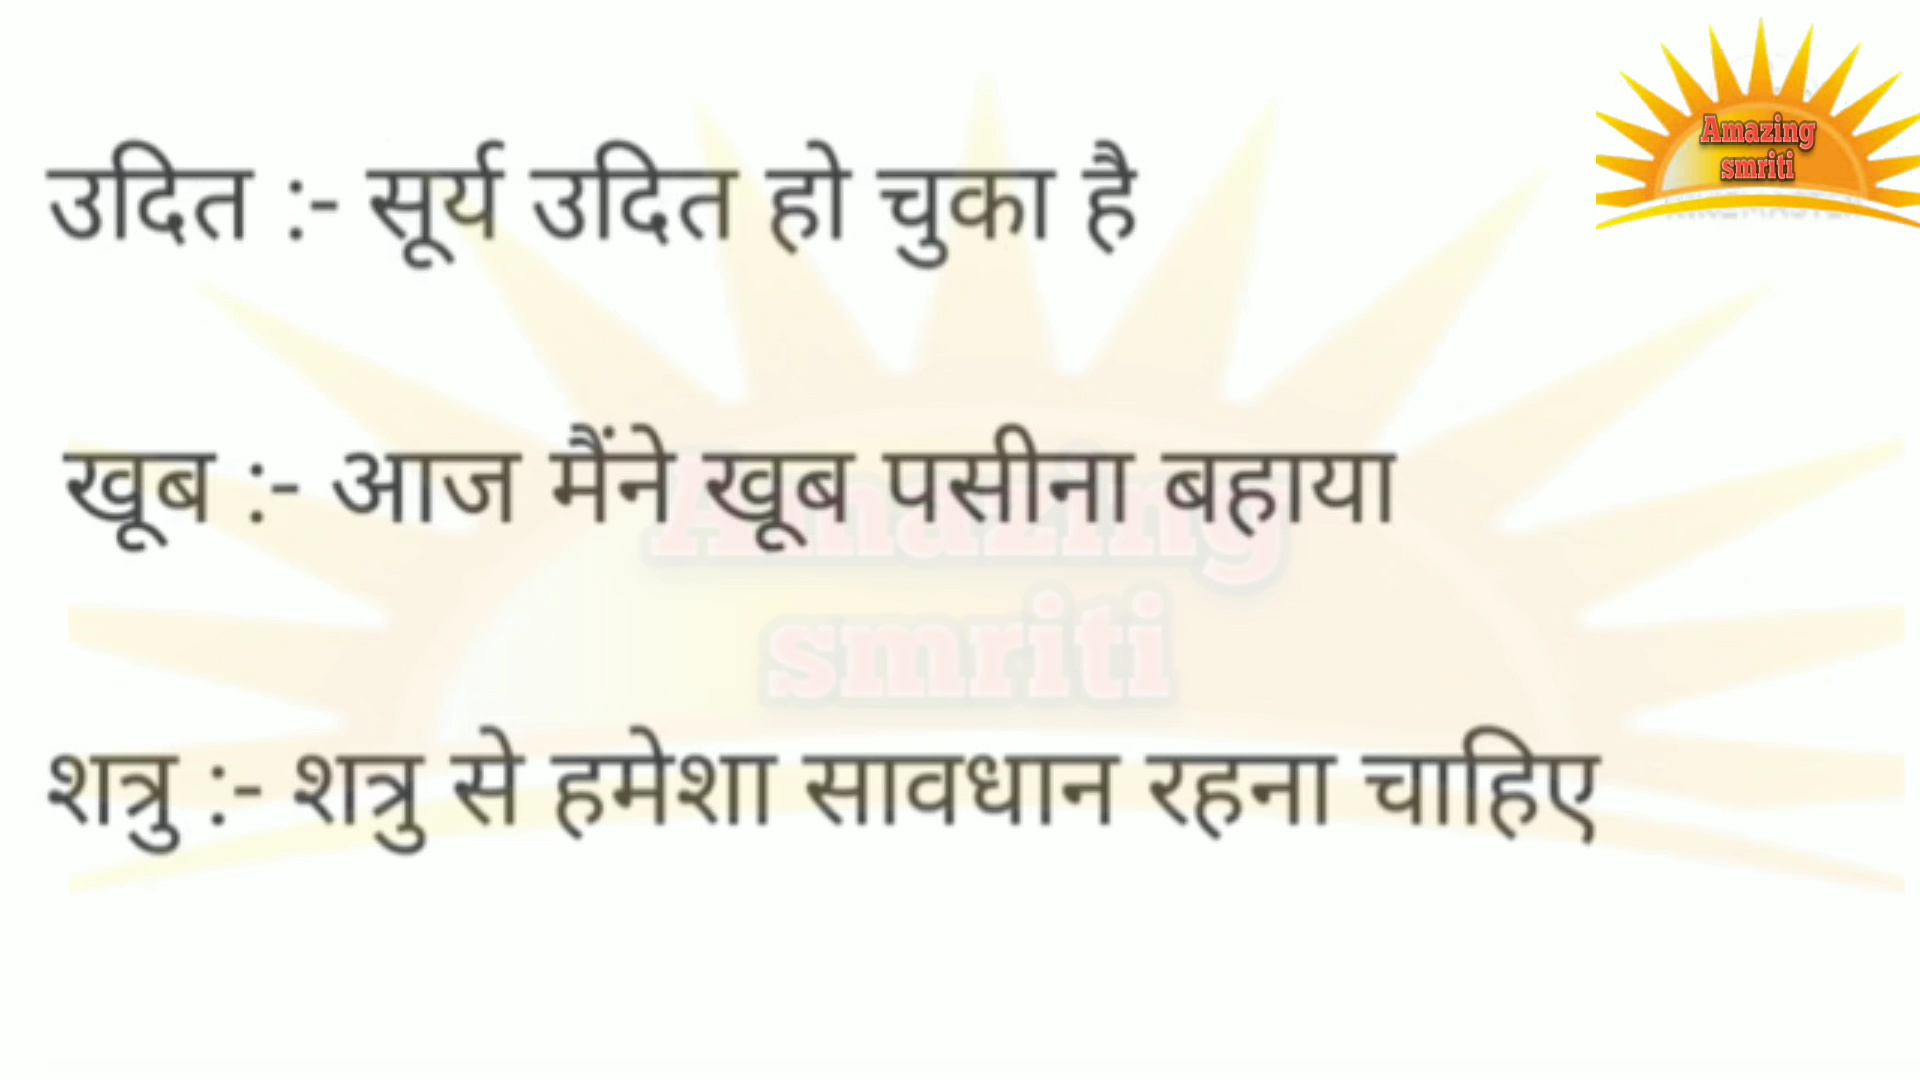 Amazing
smriti
उदित :- सूर्य उदित हो चुका है
खूब :- आज मैंने खूब पसीना बहाया
Amazing
smriti
शत्रु :- शत्रु से हमेशा सावधान रहना चाहिए